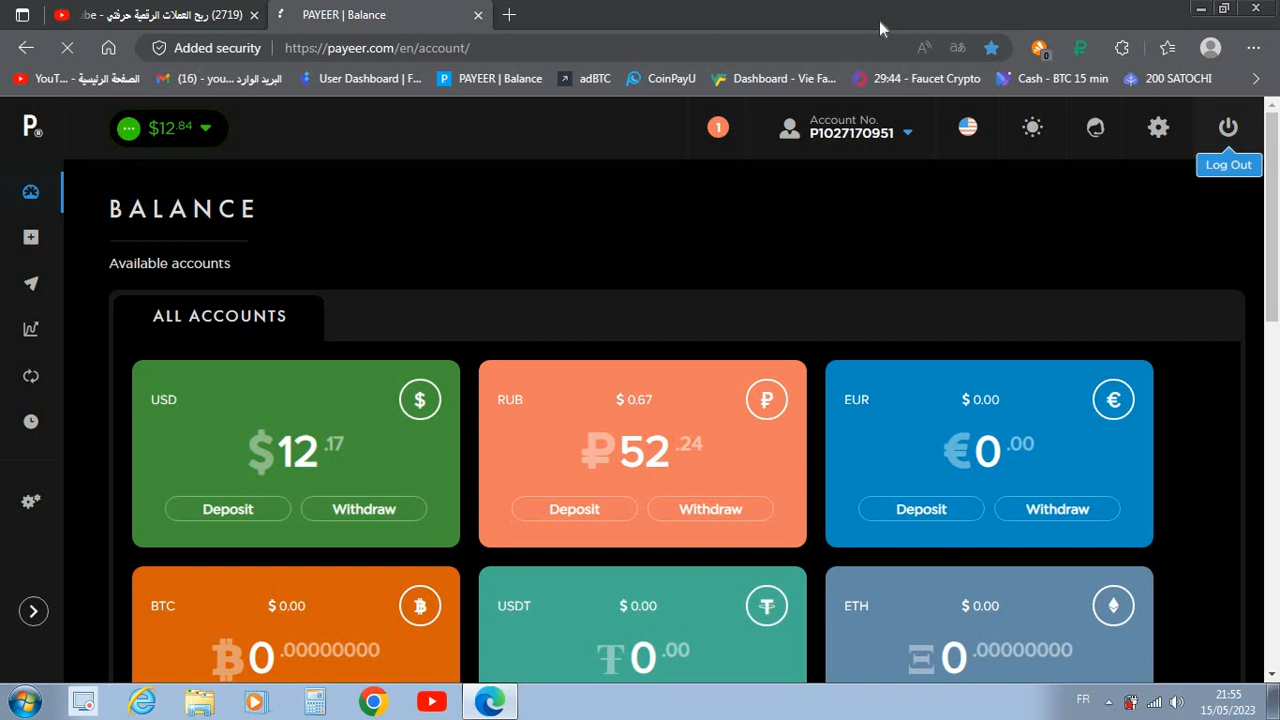 (2719) ربح العملات الرقمية حرفتي - be
PAYEER | Balance
Added security
https://payeer.com/en/account/
0
YouT... - الصفحة الرئيسية
(16) - you... البريد الوارد
User Dashboard | F...
PAYEER | Balance
adBTC
CoinPayU
Dashboard - Vie Fa...
29:44 - Faucet Crypto
Cash - BTC 15 min
200 SATOCHI
P®
$12.84
1
Account No.
P1027170951
Log Out
BALANCE
Available accounts
ALL ACCOUNTS
USD
$
$12.17
Deposit
Withdraw
RUB
$ 0.67
₽
₽52.24
Deposit
Withdraw
EUR
$ 0.00
€
€0.00
Deposit
Withdraw
BTC
$ 0.00
₿0.00000000
USDT
$ 0.00
₮0.00
ETH
$ 0.00
Ξ0.00000000
FR
21:55
15/05/2023